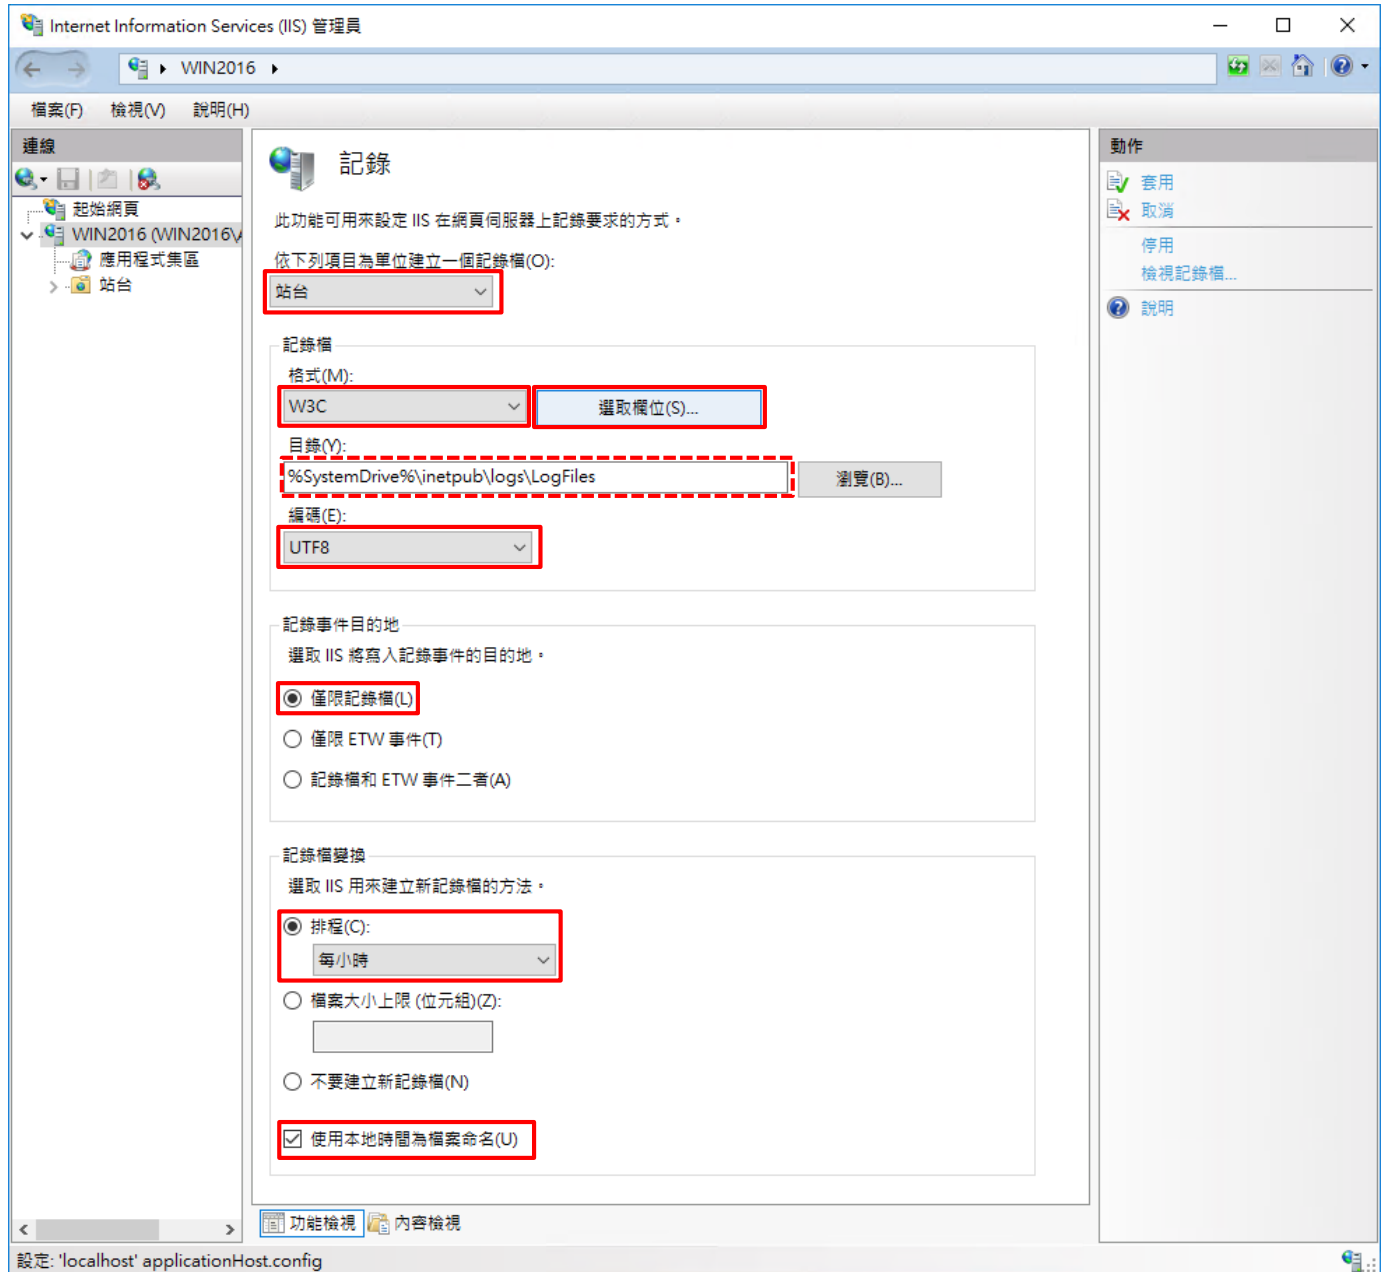 Internet Information Services (IIS) 管理員
WIN2016
檔案(F) 檢視(V) 說明(H)
連線
起始網頁
WIN2016 (WIN2016\
應用程式集區
站台
記錄
此功能可用來設定 IIS 在網頁伺服器上記錄要求的方式。
依下列項目為單位建立一個記錄檔(O):
站台
記錄檔
格式(M):
W3C
選取欄位(S)...
目錄(Y):
%SystemDrive%\inetpub\logs\LogFiles
瀏覽(B)...
編碼(E):
UTF8
記錄事件目的地
選取 IIS 將寫入記錄事件的目的地。
僅限記錄檔(L)
僅限 ETW 事件(T)
記錄檔和 ETW 事件二者(A)
記錄檔變換
選取 IIS 用來建立新記錄檔的方法。
排程(C):
每小時
檔案大小上限 (位元組)(Z):
不要建立新記錄檔(N)
使用本地時間為檔案命名(U)
功能檢視 內容檢視
動作
套用
取消
停用
檢視記錄檔...
說明
設定: 'localhost' applicationHost.config